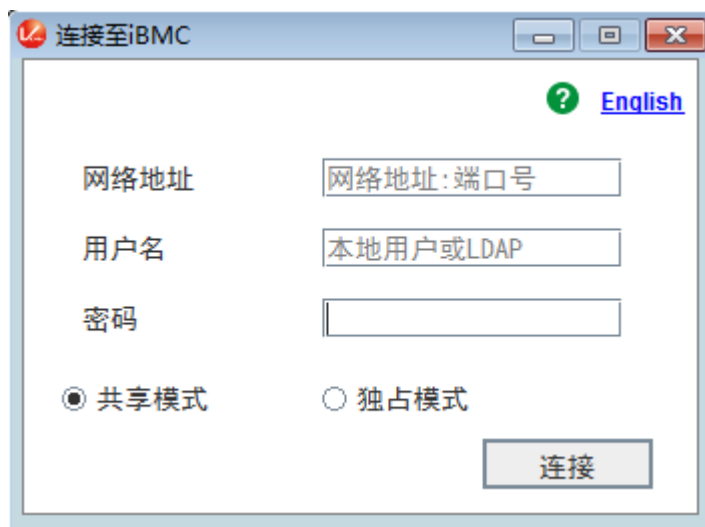 连接至iBMC
English
网络地址 网络地址:端口号
用户名 本地用户或LDAP
密码
共享模式 独占模式
连接